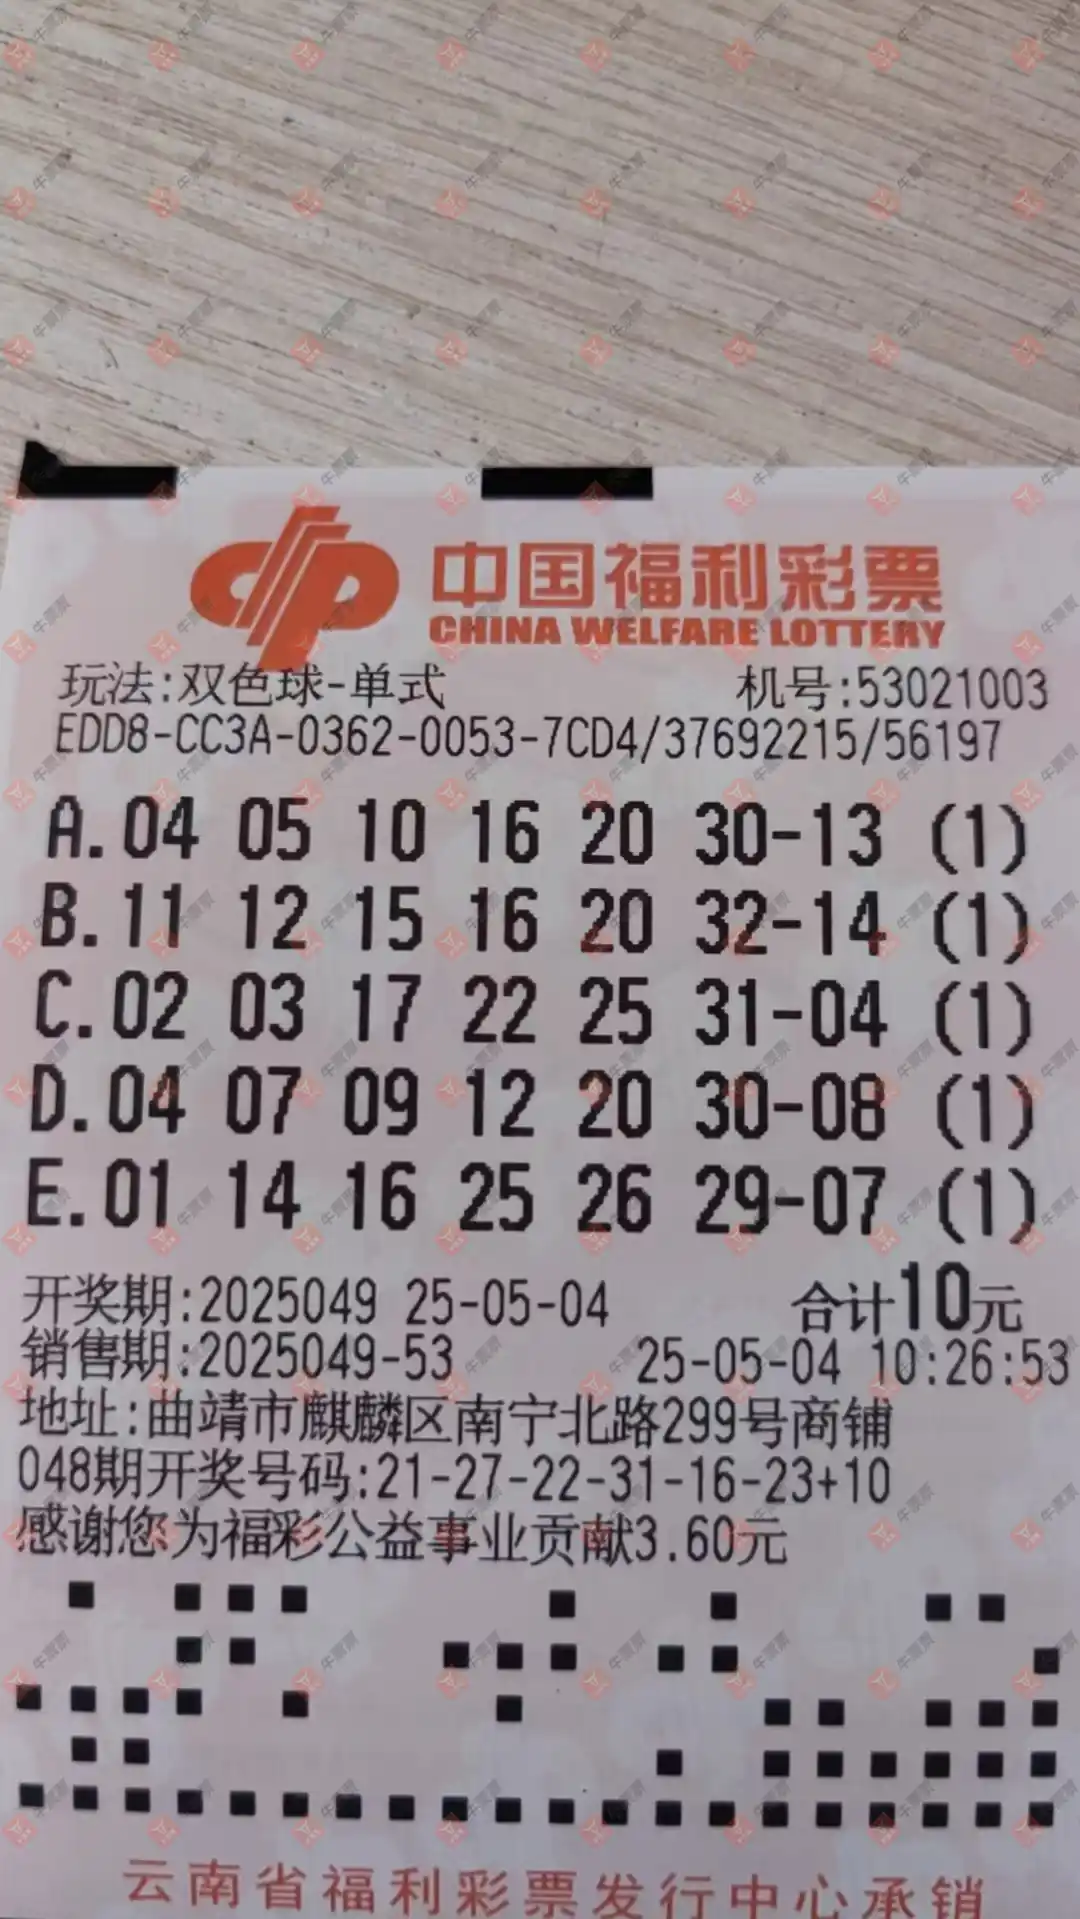 中国福利彩票
CHINA WELFARE LOTTERY
玩法:双色球-单式 机号:53021003
EDD8-CC3A-0362-0053-7CD4/37692215/56197
A.04 05 10 16 20 30-13 (1)
B.11 12 15 16 20 32-14 (1)
C.02 03 17 22 25 31-04 (1)
D.04 07 09 12 20 30-08 (1)
E.01 14 16 25 26 29-07 (1)
开奖期:2025049 25-05-04 合计10元
销售期:2025049-53 25-05-04 10:26:53
地址:曲靖市麒麟区南宁北路299号商铺
048期开奖号码:21-27-22-31-16-23+10
感谢您为福彩公益事业贡献3.60元
云南省福利彩票发行中心承销